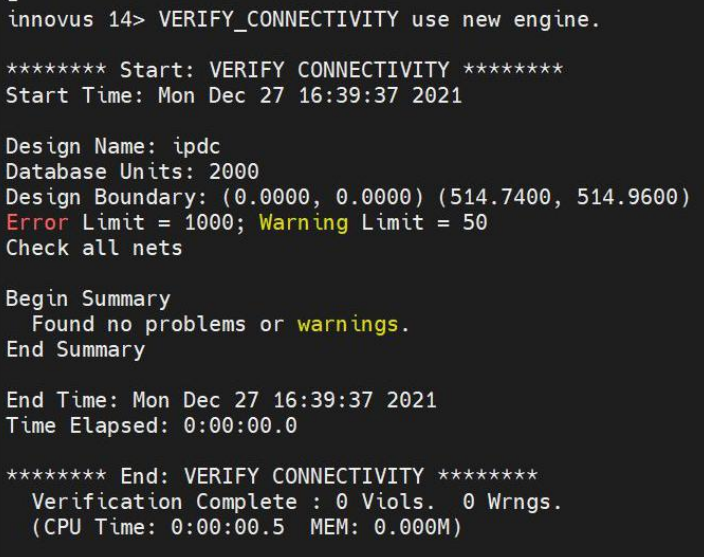 innovus 14> VERIFY_CONNECTIVITY use new engine.
******** Start: VERIFY CONNECTIVITY ********
Start Time: Mon Dec 27 16:39:37 2021
Design Name: ipdc
Database Units: 2000
Design Boundary: (0.0000, 0.0000) (514.7400, 514.9600)
Error Limit = 1000; Warning Limit = 50
Check all nets
Begin Summary
  Found no problems or warnings.
End Summary
End Time: Mon Dec 27 16:39:37 2021
Time Elapsed: 0:00:00.0
******** End: VERIFY CONNECTIVITY ********
  Verification Complete : 0 Viols.  0 Wrngs.
  (CPU Time: 0:00:00.5  MEM: 0.000M)